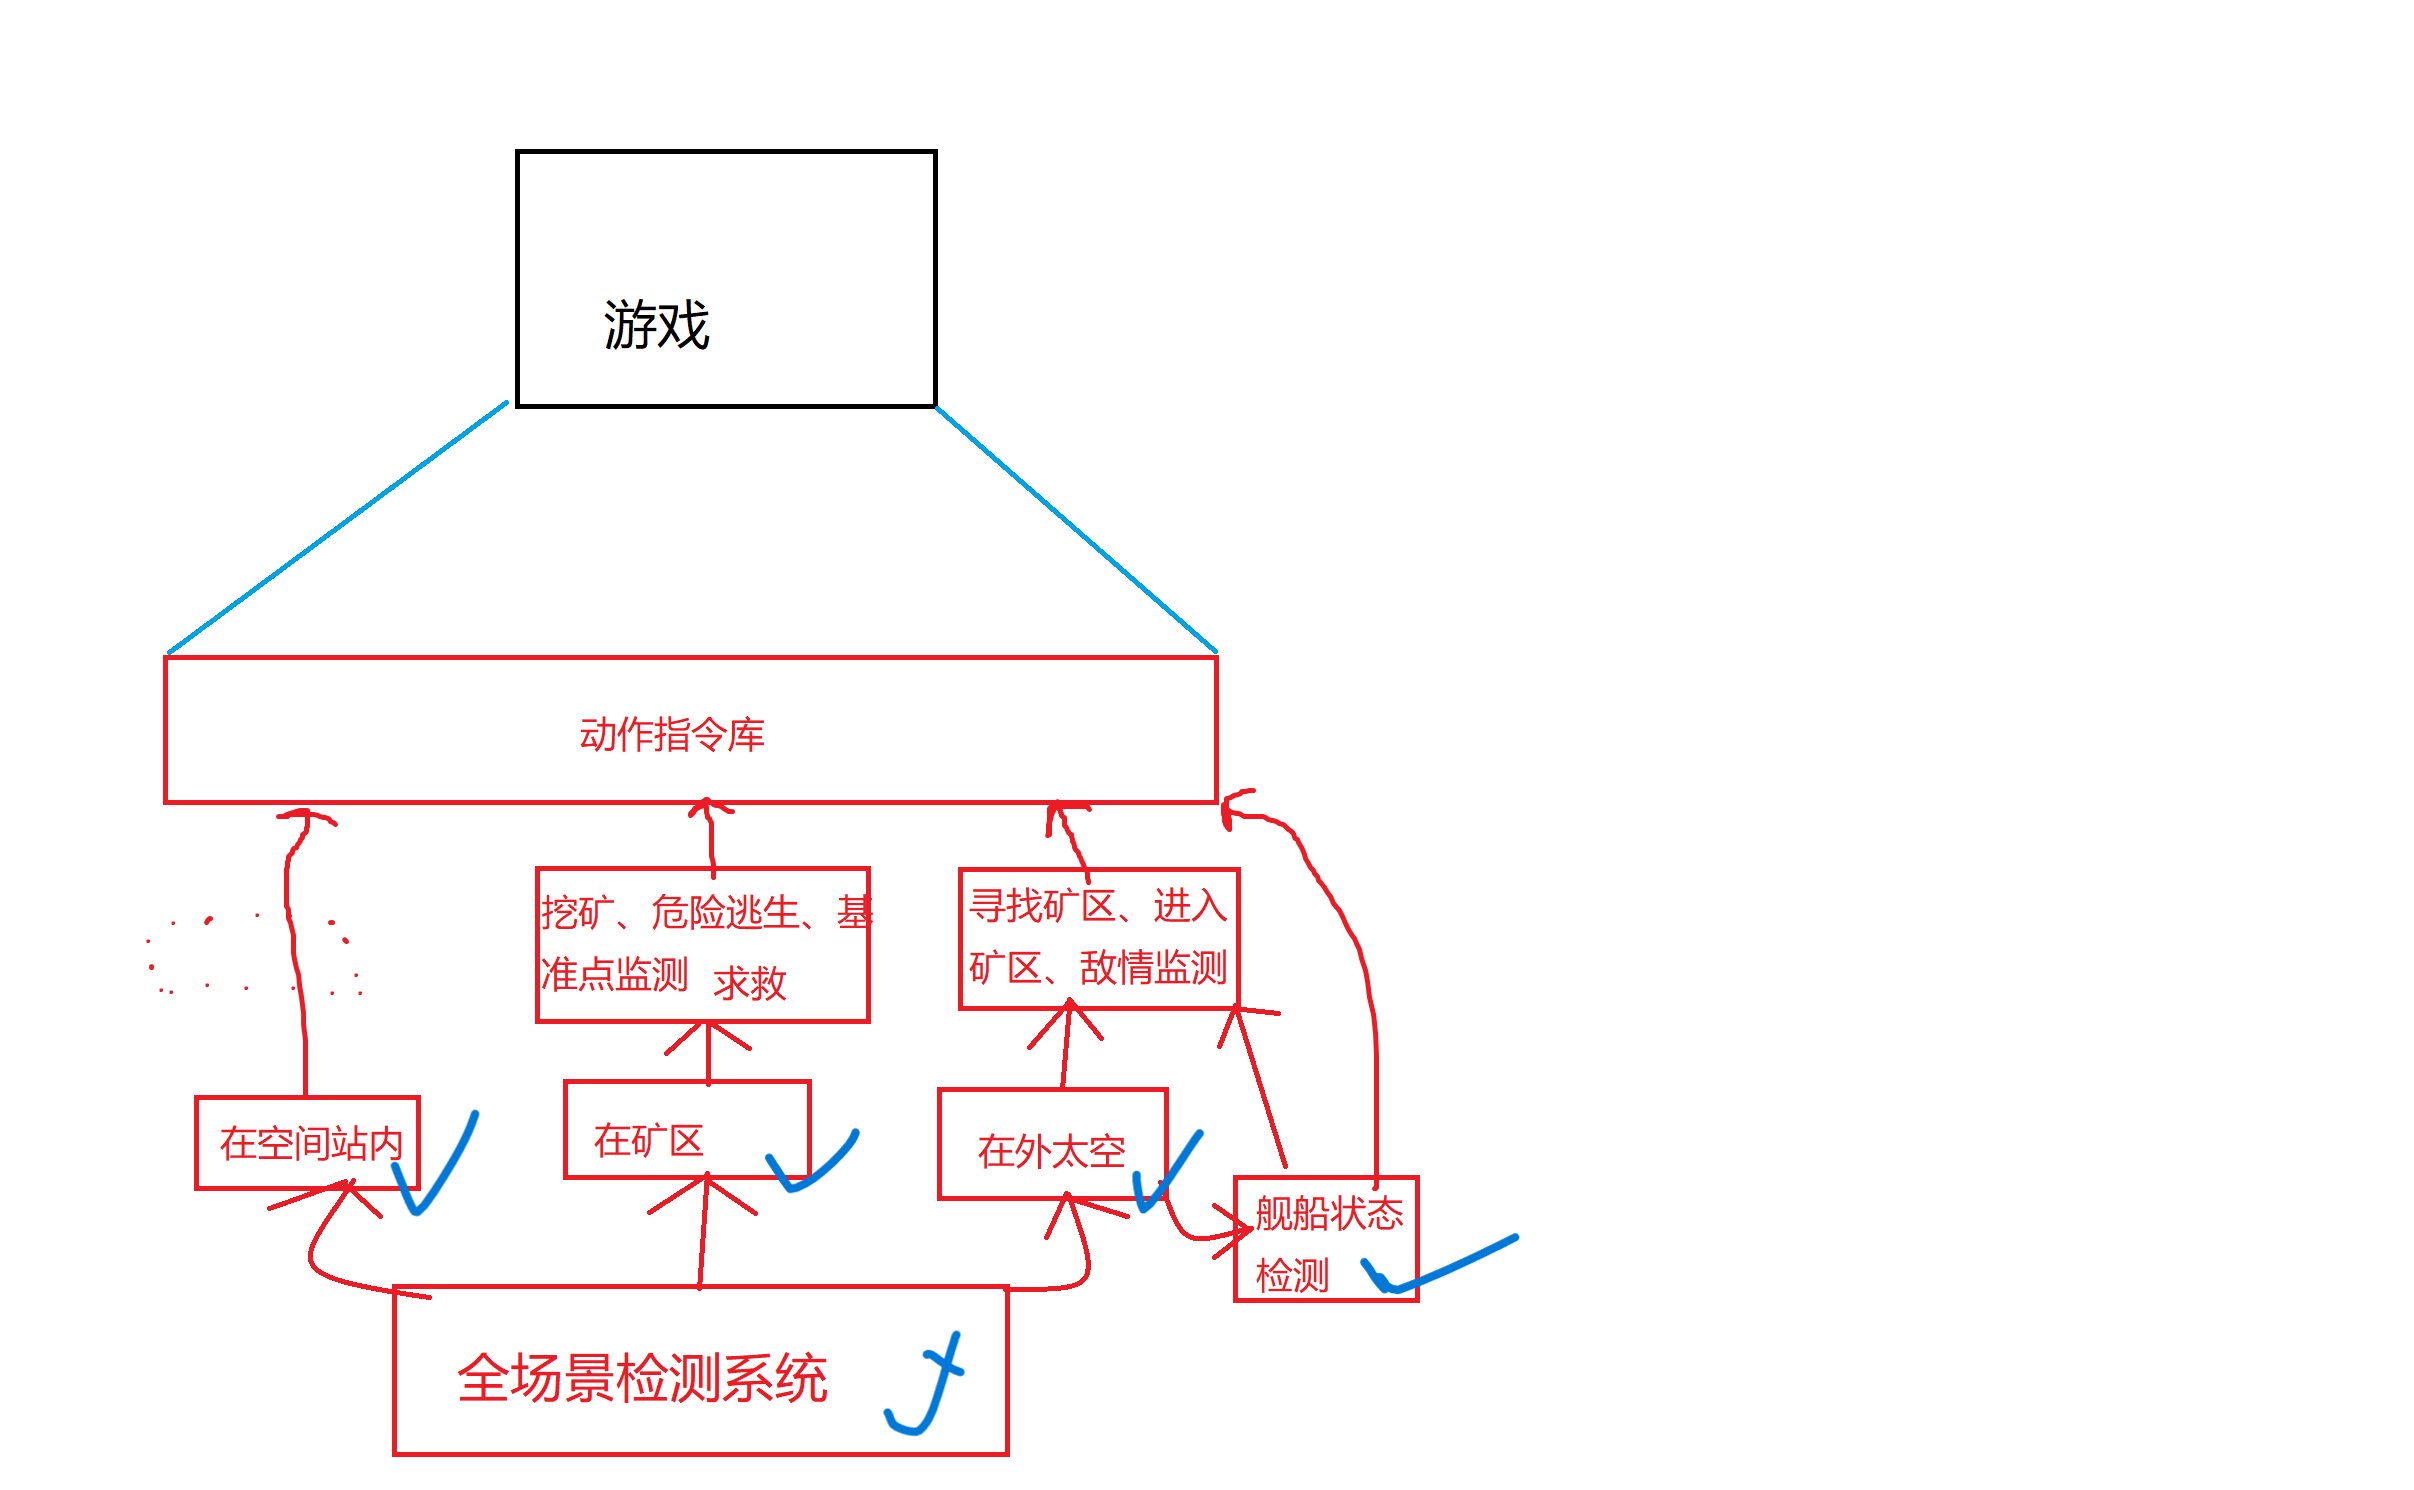 游戏
动作指令库
挖矿、危险逃生、基
准点监测 求救
寻找矿区、进入
矿区、敌情监测
在空间站内
在矿区
在外太空
舰船状态
检测
全场景检测系统